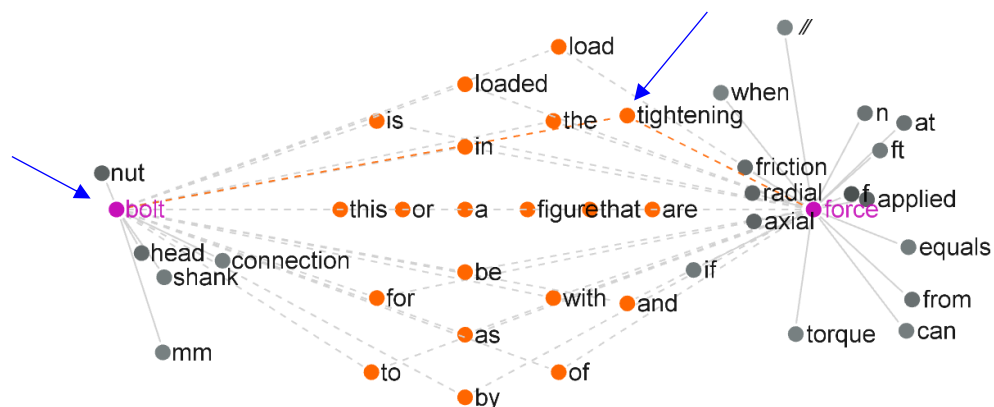 //
load
loaded
when
tightening
is
the
n
at
in
ft
friction
nut
radial
f
applied
bolt
this
or
a
figure
that
are
force
axial
head
connection
equals
shank
be
if
for
with
and
from
as
torque
can
mm
to
of
by